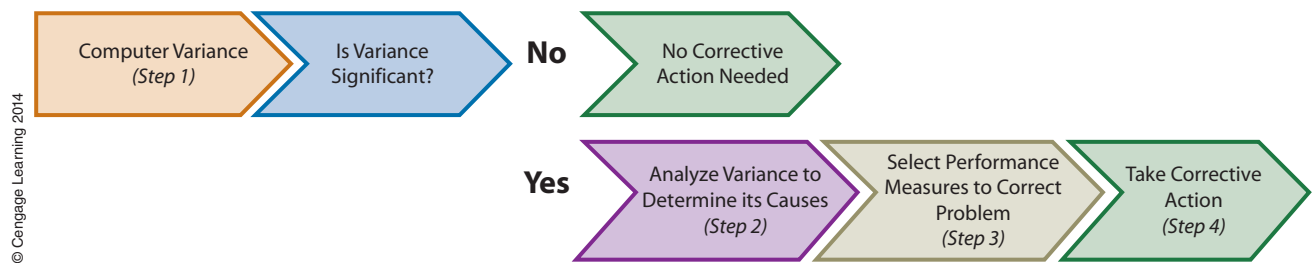 Computer Variance
(Step 1)
Is Variance
Significant?
No
No Corrective
Action Needed
Yes
Analyze Variance to
Determine its Causes
(Step 2)
Select Performance
Measures to Correct
Problem
(Step 3)
Take Corrective
Action
(Step 4)
© Cengage Learning 2014